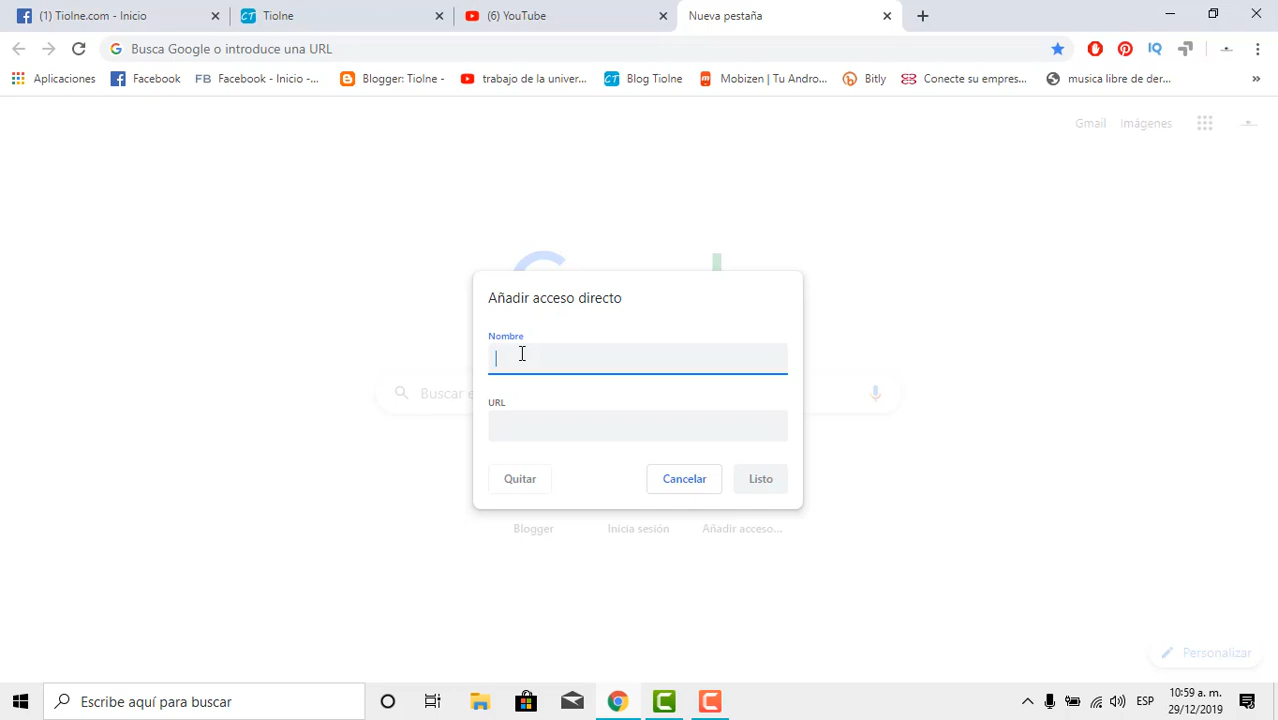 (1) Tiolne.com - Inicio
Tiolne
(6) YouTube
Nueva pestaña
Busca Google o introduce una URL
Aplicaciones
Facebook
FB Facebook - Inicio -...
Blogger: Tiolne -
trabajo de la univer...
Blog Tiolne
Mobizen | Tu Andro...
Bitly
Conecte su empres...
musica libre de der...
Gmail
Imágenes
Añadir acceso directo
Nombre
Buscar e
URL
Quitar
Cancelar
Listo
Blogger
Inicia sesión
Añadir acceso...
Personalizar
Escribe aquí para buscar
ESP
10:59 a. m.
29/12/2019